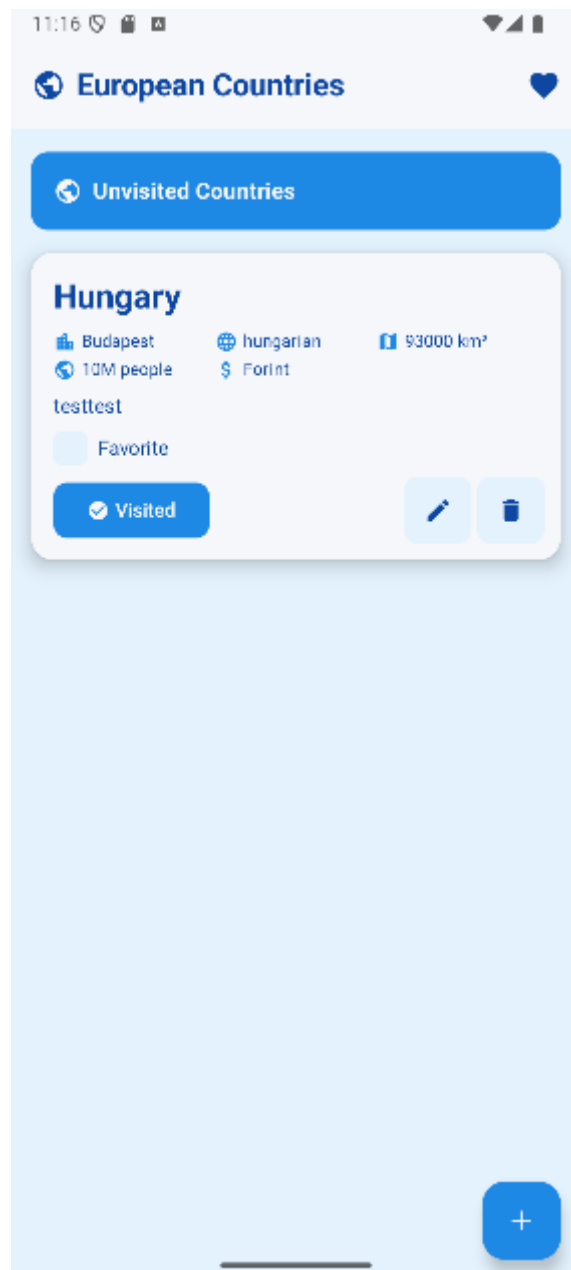 11:16
European Countries
Unvisited Countries
Hungary
Budapest hungarian 93000 km²
10M people $ Forint
testtest
Favorite
Visited
+